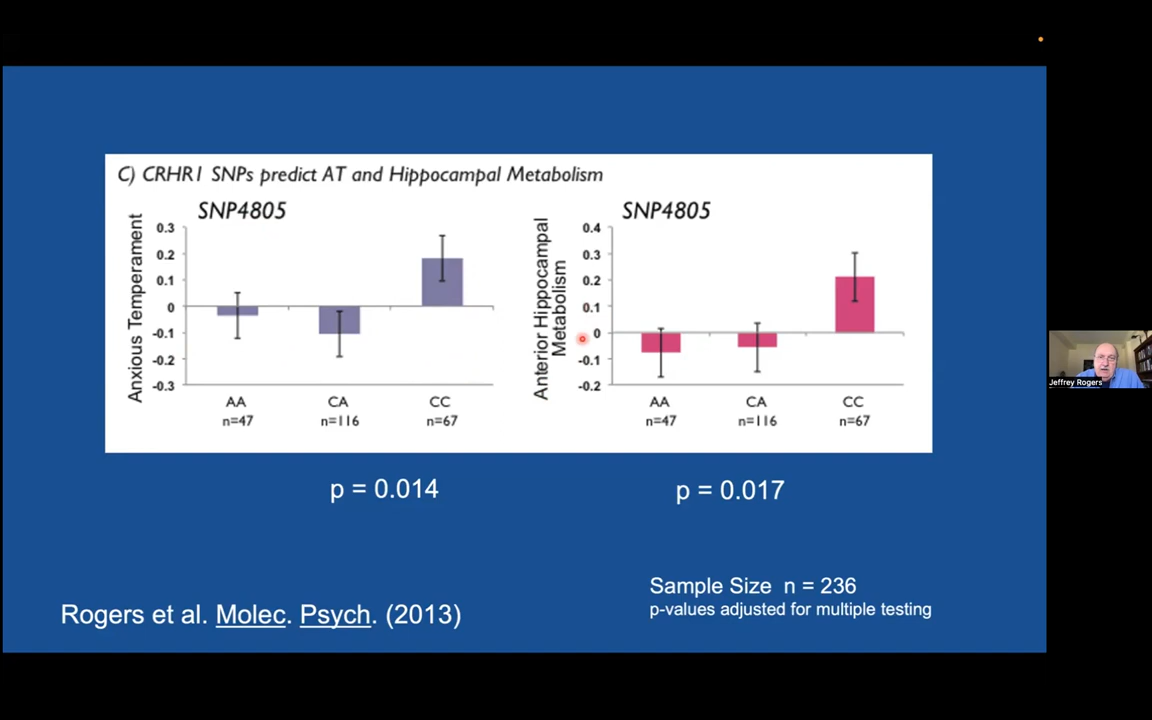 C) CRHR1 SNPs predict AT and Hippocampal Metabolism
SNP4805
Anxious Temperament
0.3
0.2
0.1
0
-0.1
-0.2
-0.3
AA
CA
CC
n=47
n=116
n=67
SNP4805
Anterior Hippocampal
Metabolism
0.4
0.3
0.2
0.1
0
-0.1
-0.2
AA
CA
CC
n=47
n=116
n=67
p = 0.014
p = 0.017
Sample Size n = 236
p-values adjusted for multiple testing
Rogers et al. Molec. Psych. (2013)
Jeffrey Rogers